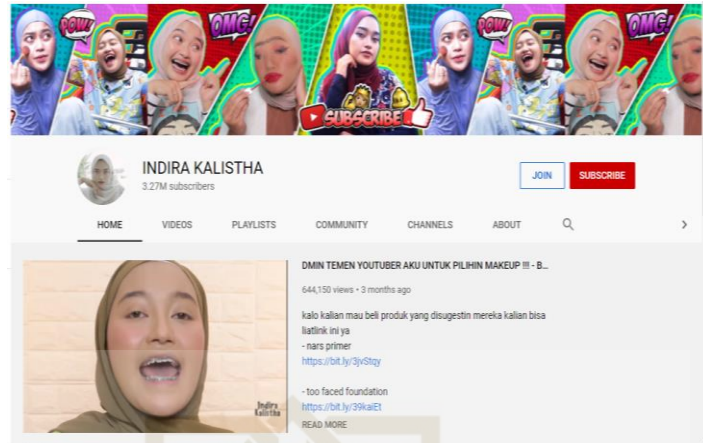 POW! OMG! POW! OMG!
SUBSCRIBE
INDIRA KALISTHA
3.27M subscribers
JOIN SUBSCRIBE
HOME VIDEOS PLAYLISTS COMMUNITY CHANNELS ABOUT
DMIN TEMEN YOUTUBER AKU UNTUK PILIHIN MAKEUP !!! - B...
644,150 views • 3 months ago
kalo kalian mau beli produk yang disugestin mereka kalian bisa
liatlink ini ya
- nars primer
https://bit.ly/3jvStqy
- too faced foundation
https://bit.ly/39kaiEt
READ MORE
Indira
Kalistha